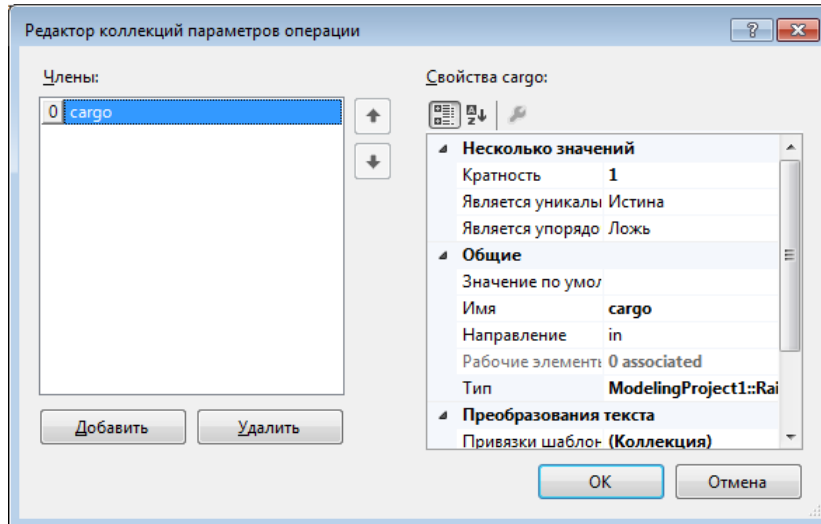 Редактор коллекций параметров операции
Члены:
0 cargo
Добавить
Удалить
Свойства cargo:
Несколько значений
Кратность 1
Является уникалы Истина
Является упорядо Ложь
Общие
Значение по умол
Имя cargo
Направление in
Рабочие элементы 0 associated
Тип ModelingProject1::Rai
Преобразования текста
Привязки шаблон (Коллекция)
ОК
Отмена